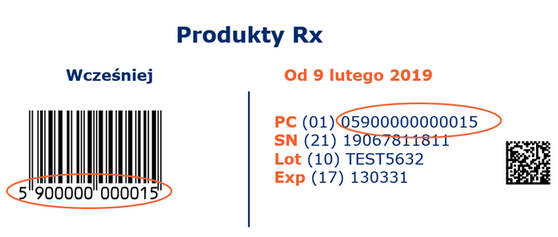 Produkty Rx
Wcześniej
5 900000 000015
Od 9 lutego 2019
PC (01) 05900000000015
SN (21) 19067811811
Lot (10) TEST5632
Exp (17) 130331